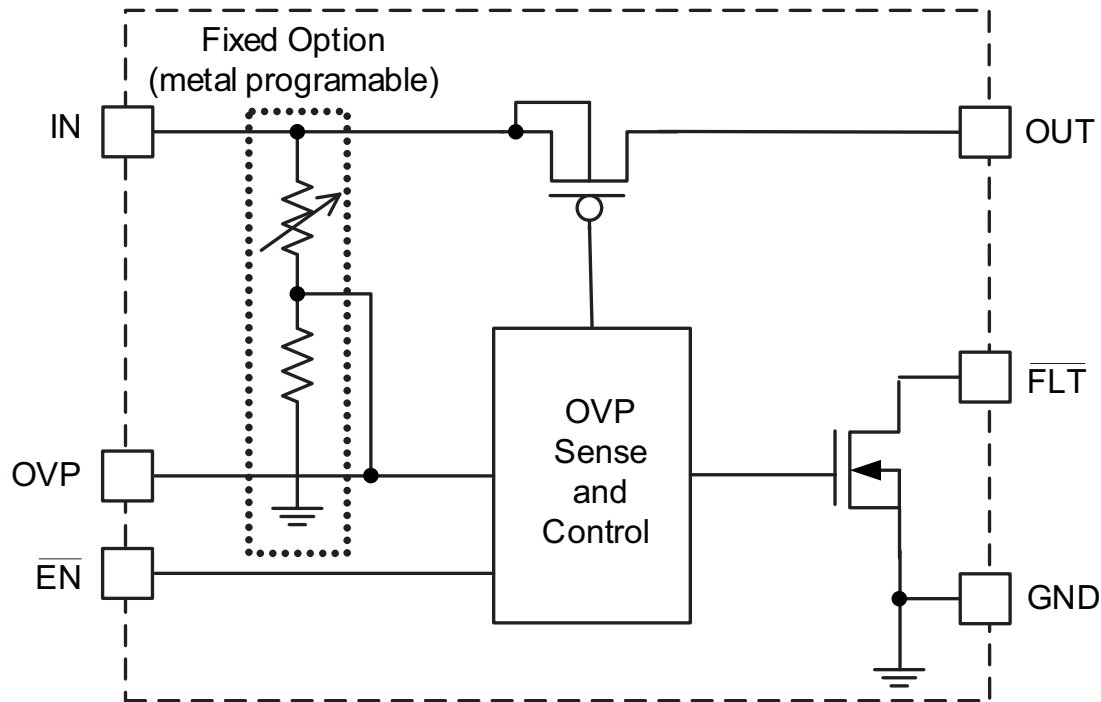 Fixed Option
(metal programable)
IN
OUT
FLT
OVP
Sense
and
Control
OVP
EN
GND